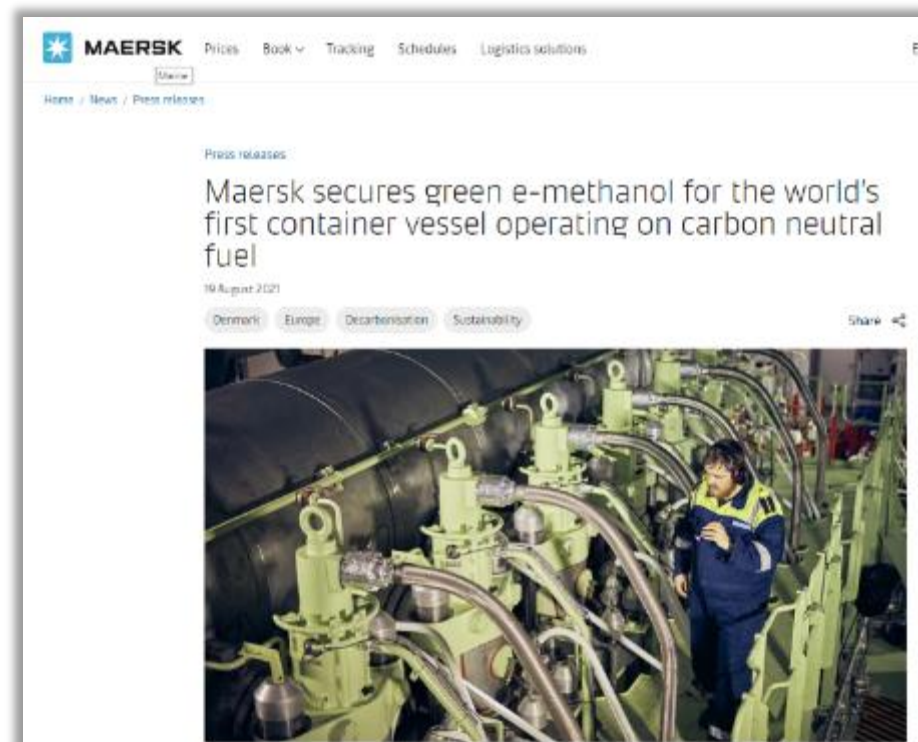 MAERSK Prices Book Tracking Schedules Logistics solutions
Home / News / Press releases
Press releases
Maersk secures green e-methanol for the world's
first container vessel operating on carbon neutral
fuel
19 August 2021
Denmark Europe Decarbonisation Sustainability Share